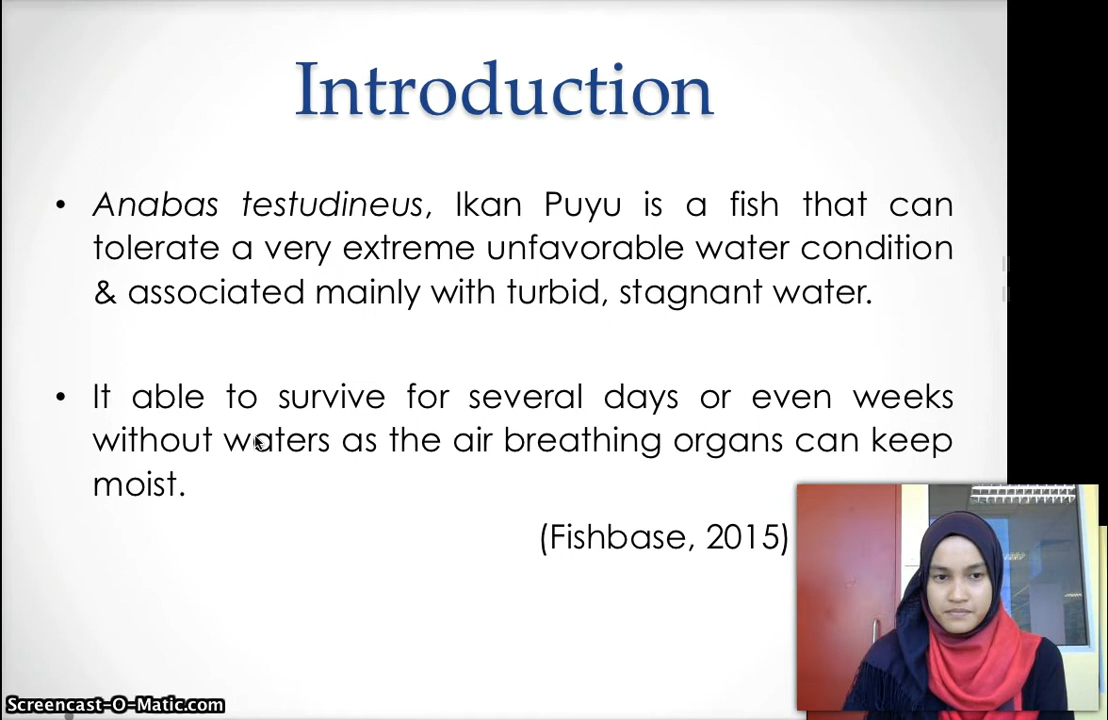 Introduction
• Anabas testudineus, Ikan Puyu is a fish that can
tolerate a very extreme unfavorable water condition
& associated mainly with turbid, stagnant water.
• It able to survive for several days or even weeks
without waters as the air breathing organs can keep
moist.
(Fishbase, 2015)
Screencast-O-Matic.com